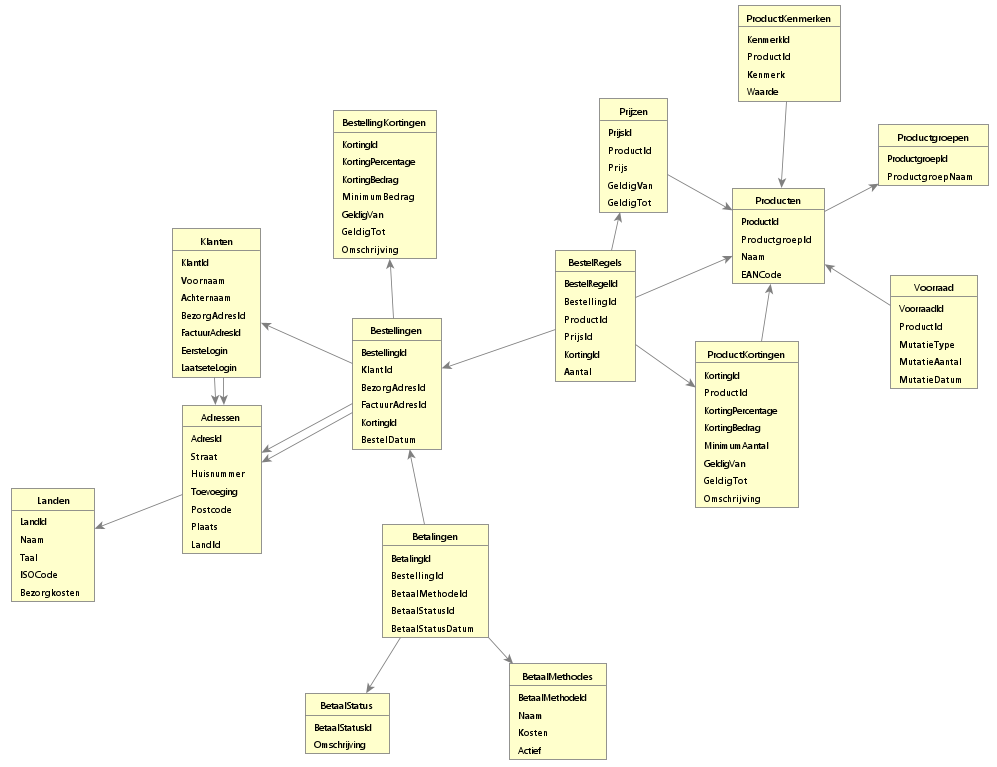 ProductKenmerken
KenmerkId
ProductId
Kenmerk
Waarde
Prijzen
PrijsId
ProductId
Prijs
GeldigVan
GeldigTot
BestellingKortingen
KortingId
KortingPercentage
KortingBedrag
MinimumBedrag
GeldigVan
GeldigTot
Omschrijving
Productgroepen
ProductgroepId
ProductgroepNaam
Producten
ProductId
ProductgroepId
Naam
EANCode
Klanten
KlantId
Voornaam
Achternaam
BezorgAdresId
FactuurAdresId
EersteLogin
LaatseteLogin
BestelRegels
BestelRegelId
BestellingId
ProductId
PrijsId
KortingId
Aantal
Voorraad
VoorraadId
ProductId
MutatieType
MutatieAantal
MutatieDatum
Bestellingen
BestellingId
KlantId
BezorgAdresId
FactuurAdresId
KortingId
BestelDatum
ProductKortingen
KortingId
ProductId
KortingPercentage
KortingBedrag
MinimumAantal
GeldigVan
GeldigTot
Omschrijving
Adressen
AdresId
Straat
Huisnummer
Toevoeging
Postcode
Plaats
LandId
Landen
LandId
Naam
Taal
ISOCode
Bezorgkosten
Betalingen
BetalingId
BestellingId
BetaalMethodeId
BetaalStatusId
BetaalStatusDatum
BetaalStatus
BetaalStatusId
Omschrijving
BetaalMethodes
BetaalMethodeId
Naam
Kosten
Actief